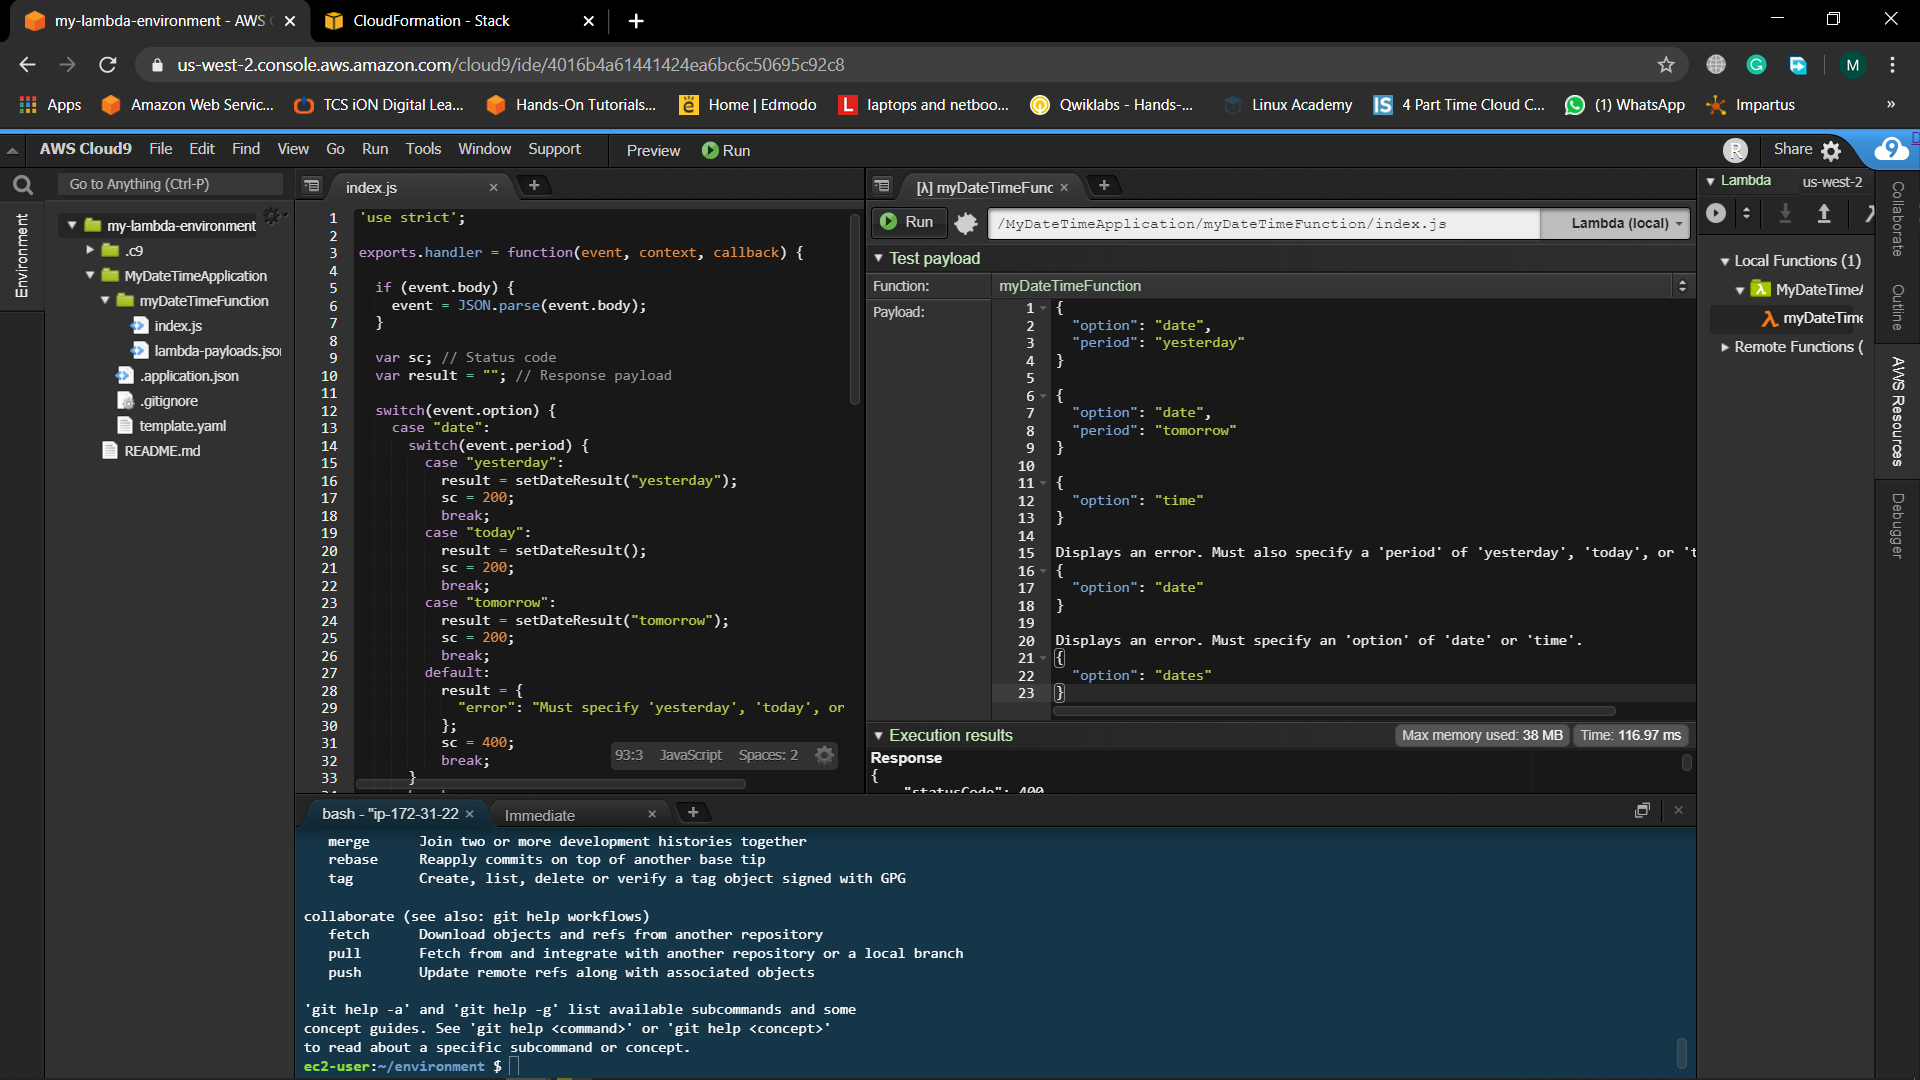 my-lambda-environment - AWS C
CloudFormation - Stack
us-west-2.console.aws.amazon.com/cloud9/ide/4016b4a61441424ea6bc6c50695c92c8
M
Apps
Amazon Web Servic...
TCS iON Digital Lea...
Hands-On Tutorials...
Home | Edmodo
L
laptops and netboo...
Qwiklabs - Hands-...
Linux Academy
IS
4 Part Time Cloud C...
(1) WhatsApp
Impartus
»
AWS Cloud9 File Edit Find View Go Run Tools Window Support Preview Run
R
Share
9
Go to Anything (Ctrl-P)
Environment
my-lambda-environment
.c9
MyDateTimeApplication
myDateTimeFunction
index.js
lambda-payloads.jso
.application.json
.gitignore
template.yaml
README.md
index.js
1 'use strict';
2
3 exports.handler = function(event, context, callback) {
4
5 if (event.body) {
6 event = JSON.parse(event.body);
7 }
8
9 var sc; // Status code
10 var result = ""; // Response payload
11
12 switch(event.option) {
13 case "date":
14 switch(event.period) {
15 case "yesterday":
16 result = setDateResult("yesterday");
17 sc = 200;
18 break;
19 case "today":
20 result = setDateResult();
21 sc = 200;
22 break;
23 case "tomorrow":
24 result = setDateResult("tomorrow");
25 sc = 200;
26 break;
27 default:
28 result = {
29 "error": "Must specify 'yesterday', 'today', or
30 };
31 sc = 400;
32 break;
33 }
93:3 JavaScript Spaces: 2
[λ] myDateTimeFunc
Run
/MyDateTimeApplication/myDateTimeFunction/index.js
Lambda (local)
Test payload
Function: myDateTimeFunction
Payload:
1 {
2 "option": "date",
3 "period": "yesterday"
4 }
5
6 {
7 "option": "date",
8 "period": "tomorrow"
9 }
10
11 {
12 "option": "time"
13 }
14
15 Displays an error. Must also specify a 'period' of 'yesterday', 'today', or 't
16 {
17 "option": "date"
18 }
19
20 Displays an error. Must specify an 'option' of 'date' or 'time'.
21 {
22 "option": "dates"
23 }
Execution results
Max memory used: 38 MB
Time: 116.97 ms
Response
{
"statusCode": 400
Lambda us-west-2
Local Functions (1)
MyDateTimeA
myDateTime
Remote Functions (
Collaborate
Outline
AWS Resources
Debugger
bash - "ip-172-31-22
Immediate
merge Join two or more development histories together
rebase Reapply commits on top of another base tip
tag Create, list, delete or verify a tag object signed with GPG
collaborate (see also: git help workflows)
fetch Download objects and refs from another repository
pull Fetch from and integrate with another repository or a local branch
push Update remote refs along with associated objects
'git help -a' and 'git help -g' list available subcommands and some
concept guides. See 'git help <command>' or 'git help <concept>'
to read about a specific subcommand or concept.
ec2-user:~/environment $